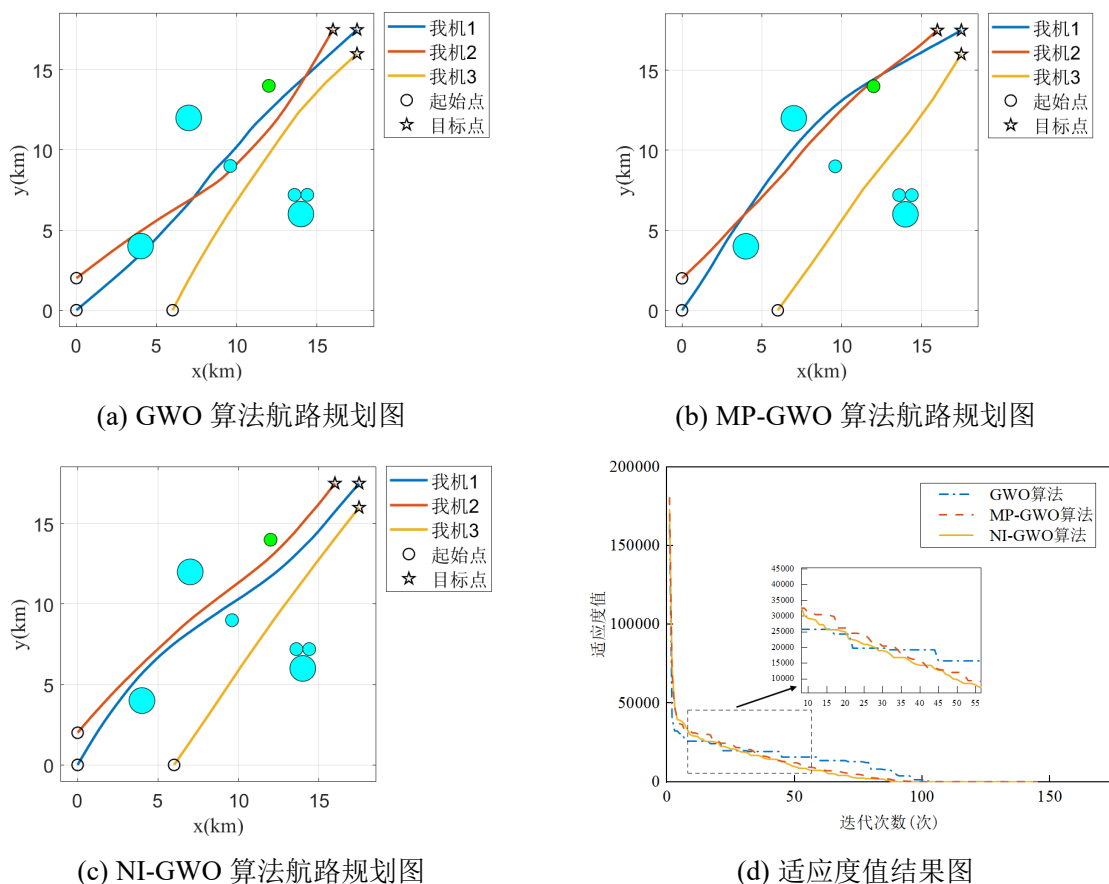 我机1
我机2
我机3
起始点
目标点
15
10
5
0
y(km)
0 5 10 15
x(km)
(a) GWO 算法航路规划图
我机1
我机2
我机3
起始点
目标点
15
10
5
0
y(km)
0 5 10 15
x(km)
(b) MP-GWO 算法航路规划图
我机1
我机2
我机3
起始点
目标点
15
10
5
0
y(km)
0 5 10 15
x(km)
(c) NI-GWO 算法航路规划图
200000
150000
100000
50000
0
适应度值
GWO算法
MP-GWO算法
NI-GWO算法
45000
40000
35000
30000
25000
20000
15000
10000
10 15 20 25 30 35 40 45 50 55
0 50 100 150 200
迭代次数(次)
(d) 适应度值结果图